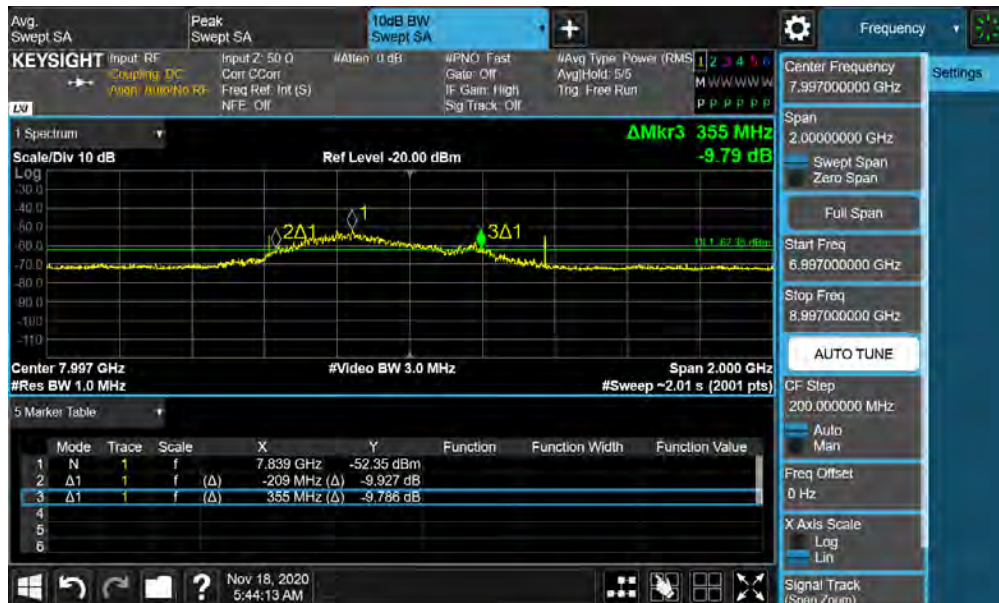 Avg.
Swept SA
Peak
Swept SA
10dB BW
Swept SA
+
Frequency
KEYSIGHT
Input: RF
Coupling: DC
Align: Auto/No RF
Input Z: 50 Ω
Corr CCorr
Freq Ref: Int (S)
NFE: Off
#Atten: 0 dB
#PNO: Fast
Gate: Off
IF Gain: High
Sig Track: Off
#Avg Type: Power (RMS
Avg|Hold: 5/5
Trig: Free Run
1 2 3 4 5 6
M W W W W W
P P P P P P
LXI
Center Frequency
7.997000000 GHz
Settings
1 Spectrum
Scale/Div 10 dB
Ref Level -20.00 dBm
ΔMkr3 355 MHz
-9.79 dB
Log
-30.0
-40.0
-50.0
-60.0
-70.0
-80.0
-90.0
-100
-110
1
2Δ1
3Δ1
DL1 -62.35 dBm
Center 7.997 GHz
#Video BW 3.0 MHz
Span 2.000 GHz
#Res BW 1.0 MHz
#Sweep ~2.01 s (2001 pts)
Span
2.00000000 GHz
Swept Span
Zero Span
Full Span
Start Freq
6.997000000 GHz
Stop Freq
8.997000000 GHz
AUTO TUNE
CF Step
200.000000 MHz
Auto
Man
Freq Offset
0 Hz
X Axis Scale
Log
Lin
Signal Track
(Span Zoom)
5 Marker Table
Mode Trace Scale X Y Function Function Width Function Value
1 N 1 f 7.839 GHz -52.35 dBm
2 Δ1 1 f (Δ) -209 MHz (Δ) -9.927 dB
3 Δ1 1 f (Δ) 355 MHz (Δ) -9.786 dB
4
5
6
?
Nov 18, 2020
5:44:13 AM